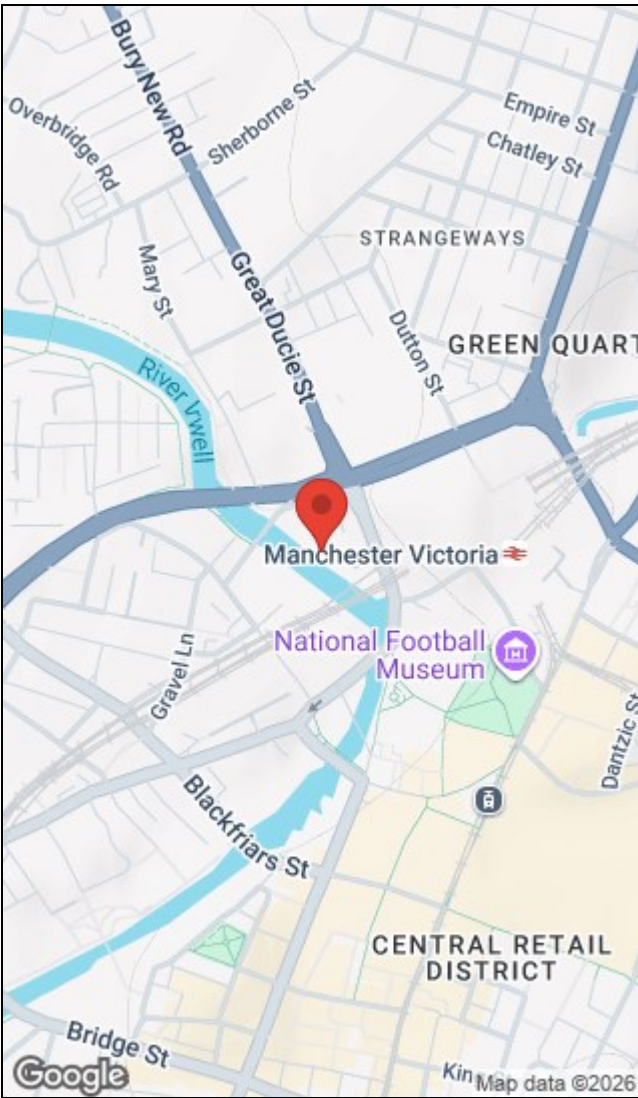 Bury New Rd
Overbridge Rd
Sherborne St
Empire St
Chatley St
STRANGEWAYS
Mary St
Great Ducie St
Dutton St
GREEN QUART
River Irwell
Manchester Victoria
National Football
Museum
Gravel Ln
Dantzic St
Blackfriars St
CENTRAL RETAIL
DISTRICT
Bridge St
Google
Map data ©2026